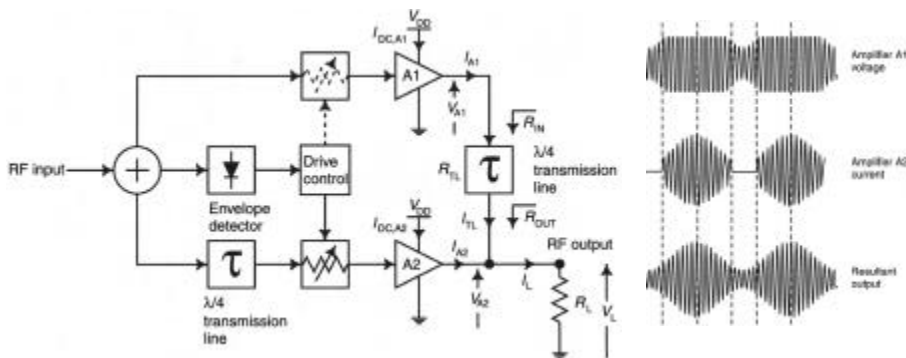 V_DD
I_DC,A1
A1
I_A1
V_A1
R_IN
RF input
+
Drive
control
Envelope
detector
R_TL
τ
λ/4
transmission
line
V_DD
I_DC,A2
I_TL
R_OUT
τ
A2
I_A2
RF output
V_A2
I_L
R_L
V_L
λ/4
transmission
line
Amplifier A1
voltage
Amplifier A2
current
Resultant
output